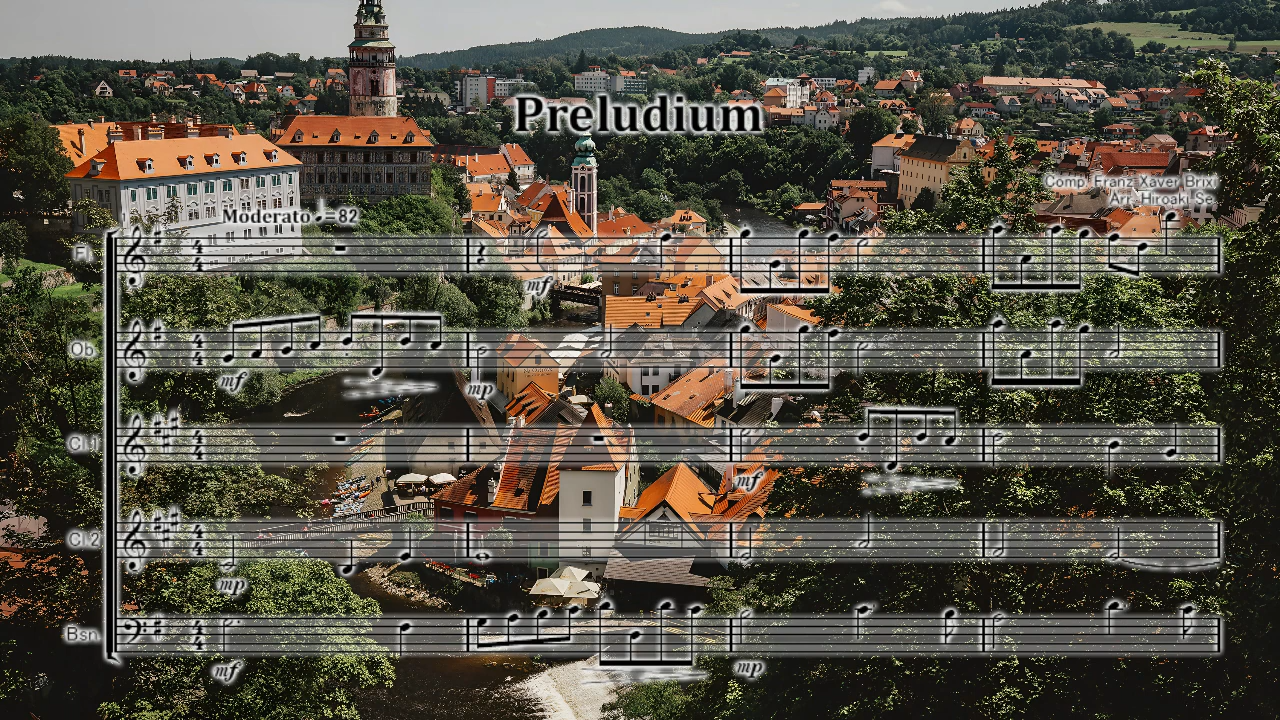 Preludium
Comp. Franz Xaver Brixi
Arr. Hiroaki Se.
Moderato ♩=82
Fl
mf
Ob
mf
mp
Cl.1
mf
Cl.2
mp
Bsn
mf
mp